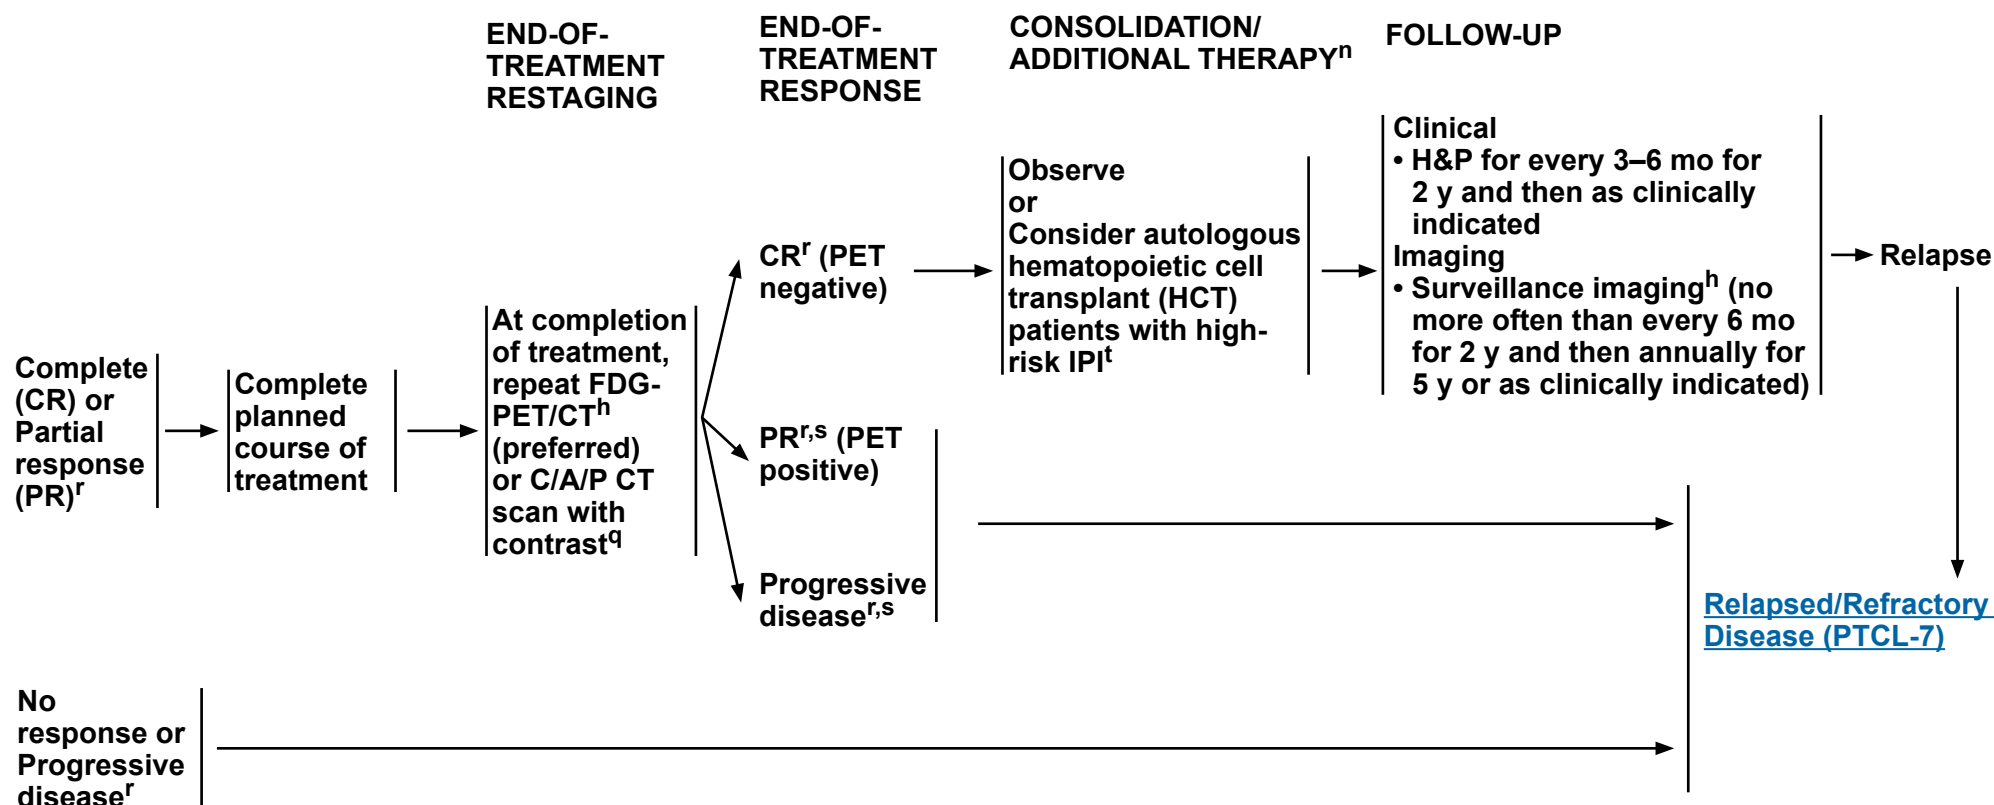 END-OF-
TREATMENT
RESTAGING
END-OF-
TREATMENT
RESPONSE
CONSOLIDATION/
ADDITIONAL THERAPYⁿ
FOLLOW-UP
Complete
(CR) or
Partial
response
(PR)ʳ
Complete
planned
course of
treatment
At completion
of treatment,
repeat FDG-
PET/CTʰ
(preferred)
or C/A/P CT
scan with
contrastq
CRʳ (PET
negative)
Observe
or
Consider autologous
hematopoietic cell
transplant (HCT)
patients with high-
risk IPIᵗ
Clinical
• H&P for every 3–6 mo for
2 y and then as clinically
indicated
Imaging
• Surveillance imagingʰ (no
more often than every 6 mo
for 2 y and then annually for
5 y or as clinically indicated)
Relapse
PRʳ,ˢ (PET
positive)
Progressive
diseaseʳ,ˢ
Relapsed/Refractory
Disease (PTCL-7)
No
response or
Progressive
diseaseʳ